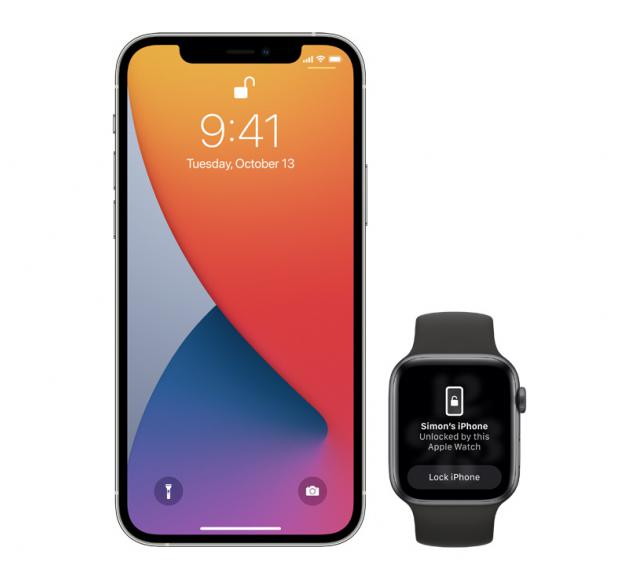 9:41
Tuesday, October 13
Simon's iPhone
Unlocked by this
Apple Watch
Lock iPhone